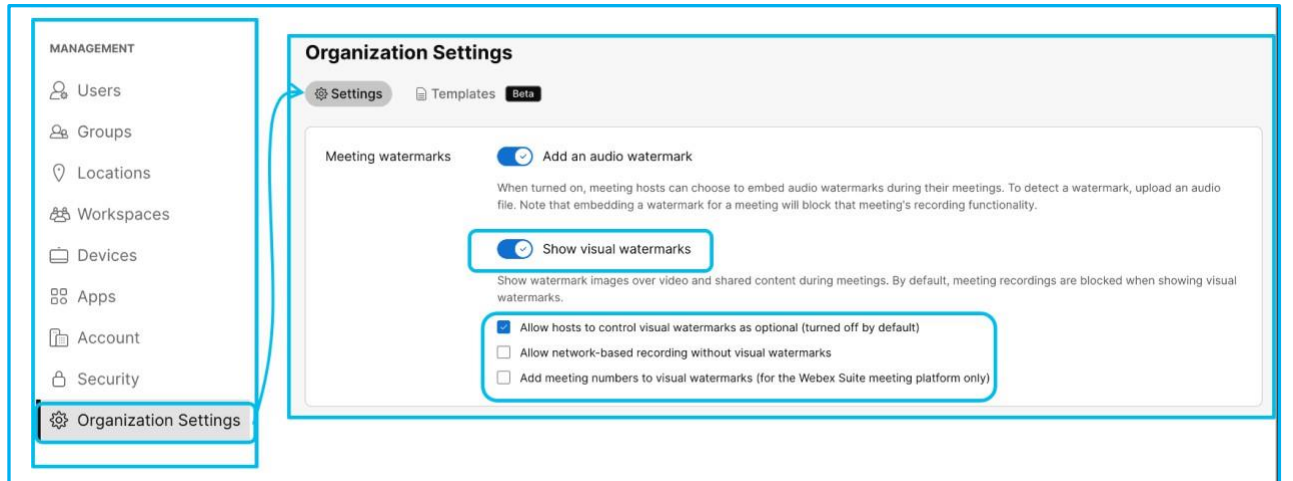 MANAGEMENT
Users
Groups
Locations
Workspaces
Devices
Apps
Account
Security
Organization Settings
Organization Settings
Settings
Templates Beta
Meeting watermarks
Add an audio watermark
When turned on, meeting hosts can choose to embed audio watermarks during their meetings. To detect a watermark, upload an audio
file. Note that embedding a watermark for a meeting will block that meeting's recording functionality.
Show visual watermarks
Show watermark images over video and shared content during meetings. By default, meeting recordings are blocked when showing visual
watermarks.
Allow hosts to control visual watermarks as optional (turned off by default)
Allow network-based recording without visual watermarks
Add meeting numbers to visual watermarks (for the Webex Suite meeting platform only)